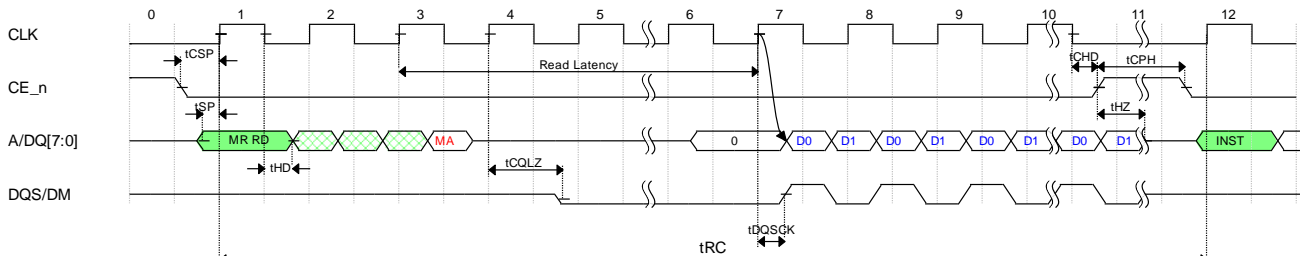 0 1 2 3 4 5 6 7 8 9 10 11 12
CLK
tCSP
Read Latency
tCHD tCPH
CE_n
tSP
tHZ
A/DQ[7:0] MR RD MA 0 D0 D1 D0 D1 D0 D1 D0 D1 INST
tHD
tCQLZ
DQS/DM
tDQSCK
tRC